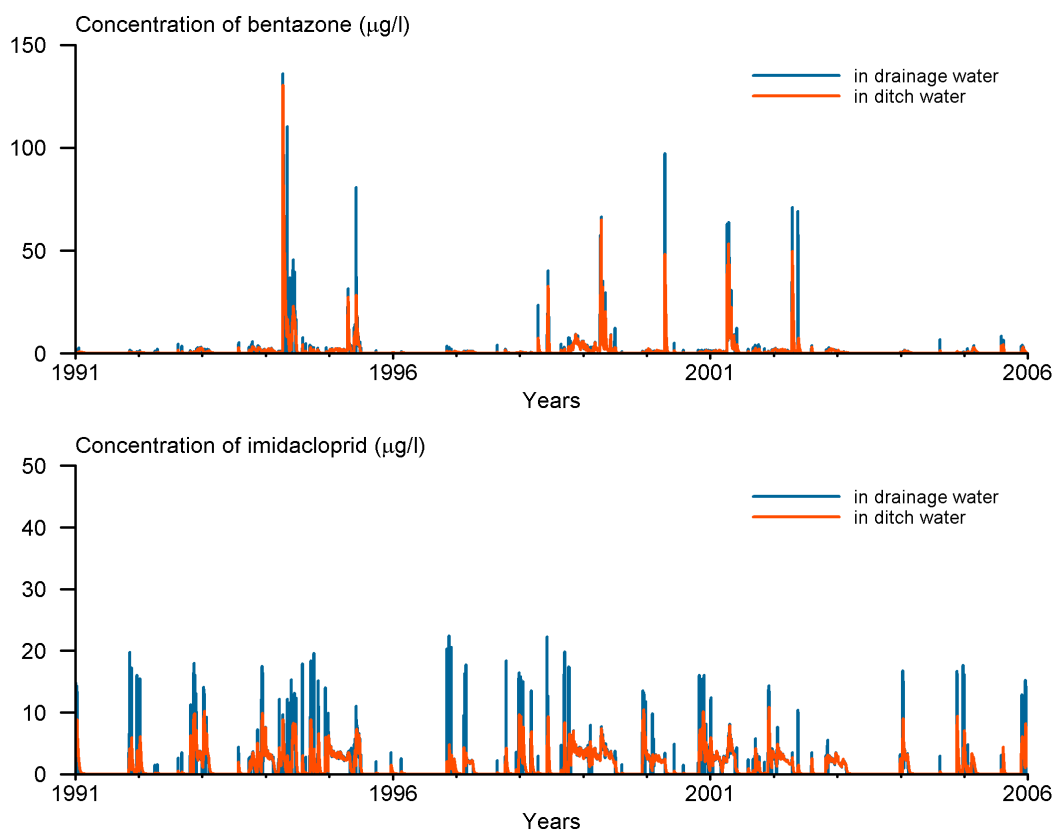 Concentration of bentazone (μg/l)
150
in drainage water
in ditch water
100
50
0
1991 1996 2001 2006
Years
Concentration of imidacloprid (μg/l)
50
in drainage water
in ditch water
40
30
20
10
0
1991 1996 2001 2006
Years